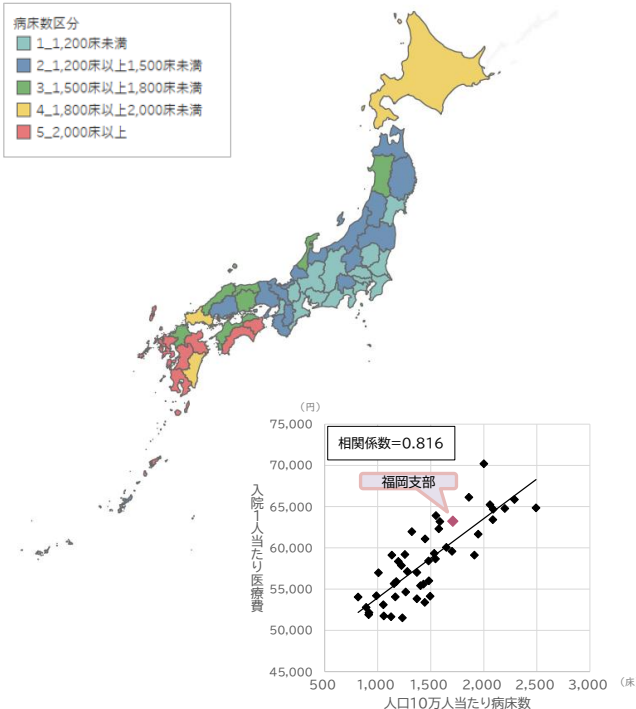 病床数区分
1_1,200床未満
2_1,200床以上1,500床未満
3_1,500床以上1,800床未満
4_1,800床以上2,000床未満
5_2,000床以上
（円）
75,000
70,000
65,000
60,000
55,000
50,000
45,000
相関係数=0.816
福岡支部
入院1人当たり医療費
500
1,000
1,500
2,000
2,500
3,000
（床
人口10万人当たり病床数